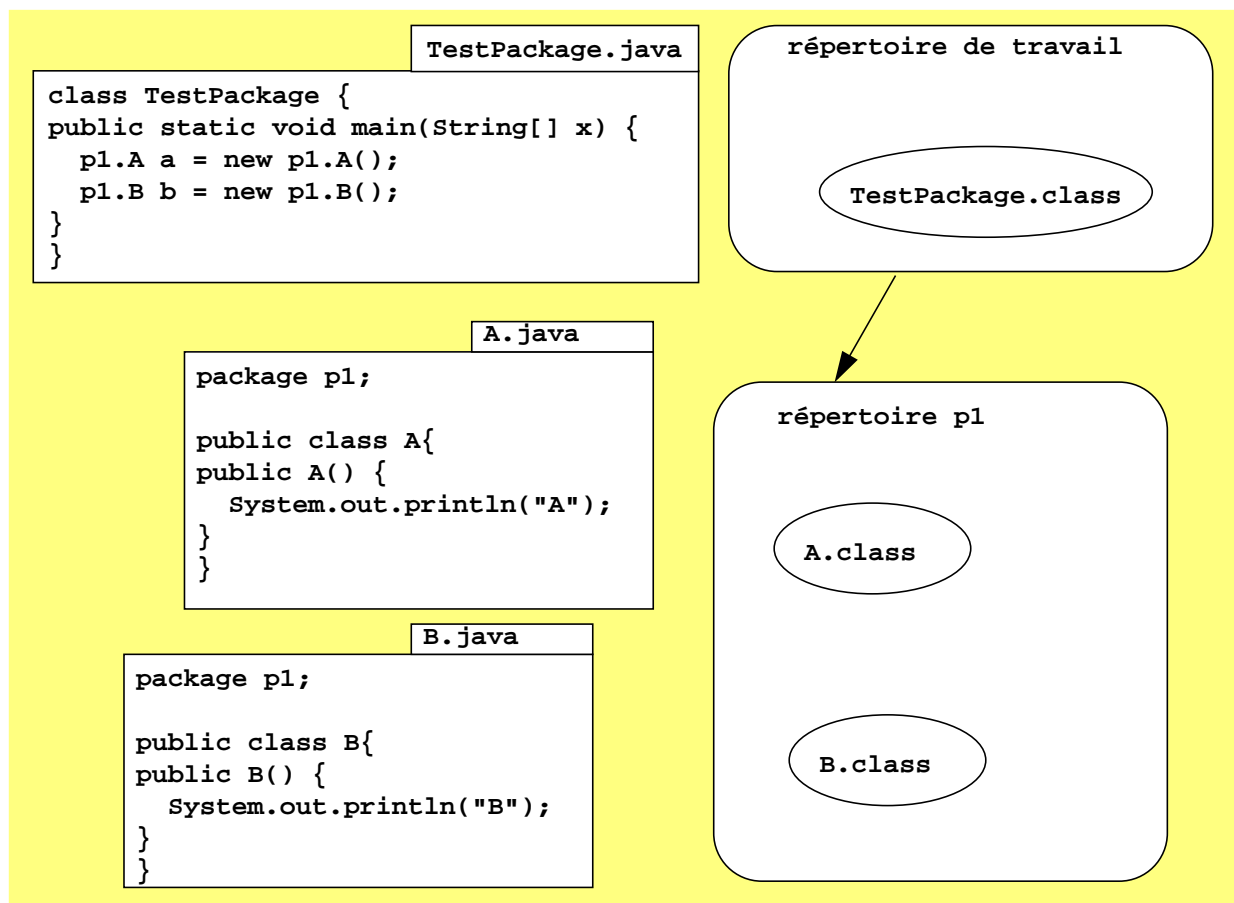 TestPackage.java
class TestPackage {
public static void main(String[] x) {
  p1.A a = new p1.A();
  p1.B b = new p1.B();
}
}
répertoire de travail
TestPackage.class
A.java
package p1;
public class A{
public A() {
  System.out.println("A");
}
}
répertoire p1
A.class
B.class
B.java
package p1;
public class B{
public B() {
  System.out.println("B");
}
}